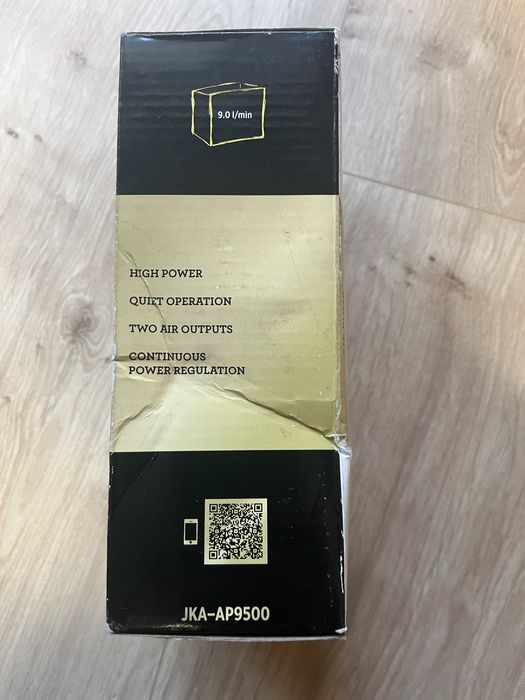 9.0 l/min
HIGH POWER
QUIET OPERATION
TWO AIR OUTPUTS
CONTINUOUS
POWER REGULATION
JKA-AP9500